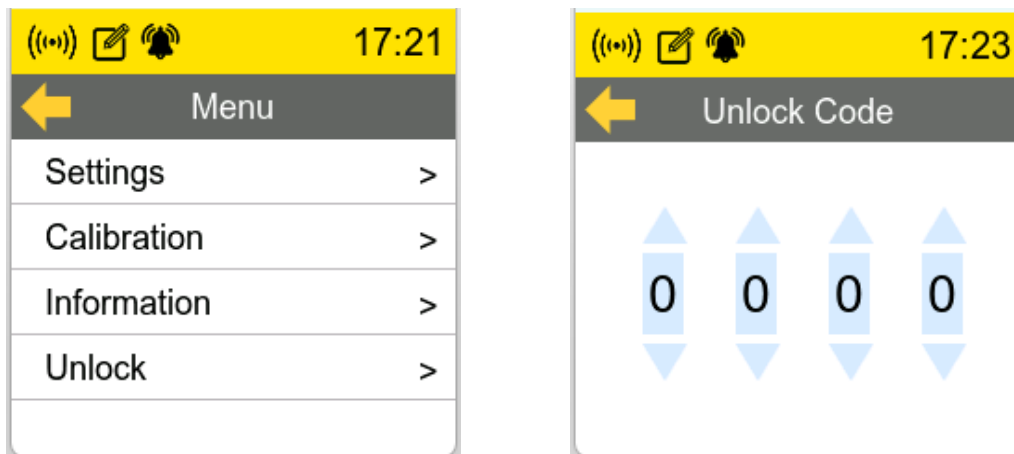 17:21
Menu
Settings >
Calibration >
Information >
Unlock >
17:23
Unlock Code
0 0 0 0